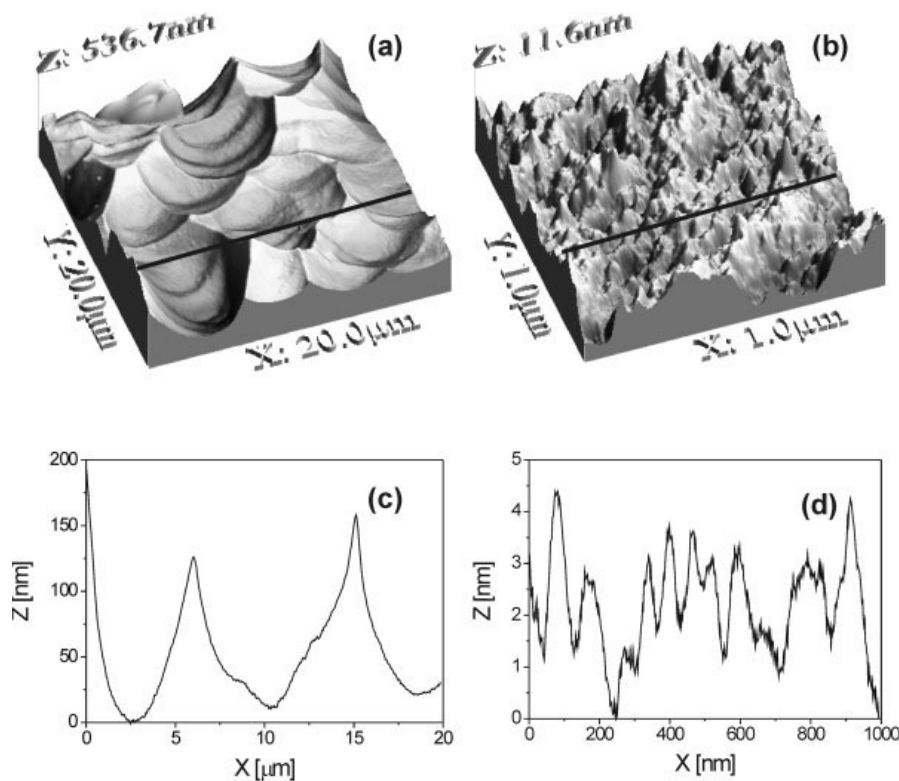 Z: 536.7nm
(a)
Y: 20.0µm
X: 20.0µm
Z: 11.6nm
(b)
Y: 1.0µm
X: 1.0µm
(c)
200
150
100
50
0
Z [nm]
0 5 10 15 20
X [µm]
(d)
5
4
3
2
1
0
Z [nm]
0 200 400 600 800 1000
X [nm]